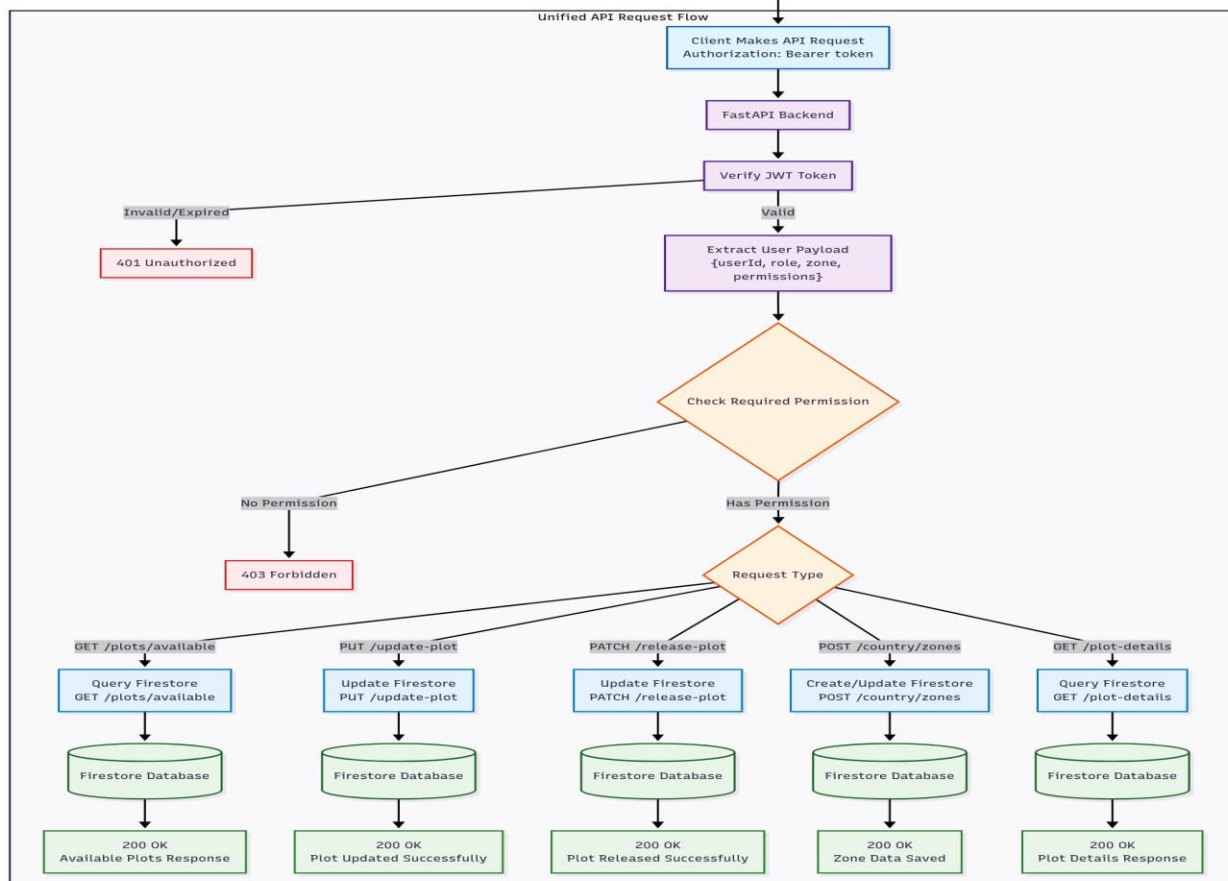 Unified API Request Flow
Client Makes API Request
Authorization: Bearer token
FastAPI Backend
Verify JWT Token
Invalid/Expired
Valid
401 Unauthorized
Extract User Payload
{userId, role, zone,
permissions}
Check Required Permission
No Permission
Has Permission
403 Forbidden
Request Type
GET /plots/available
PUT /update-plot
PATCH /release-plot
POST /country/zones
GET /plot-details
Query Firestore
GET /plots/available
Update Firestore
PUT /update-plot
Update Firestore
PATCH /release-plot
Create/Update Firestore
POST /country/zones
Query Firestore
GET /plot-details
Firestore Database
Firestore Database
Firestore Database
Firestore Database
Firestore Database
200 OK
Available Plots Response
200 OK
Plot Updated Successfully
200 OK
Plot Released Successfully
200 OK
Zone Data Saved
200 OK
Plot Details Response